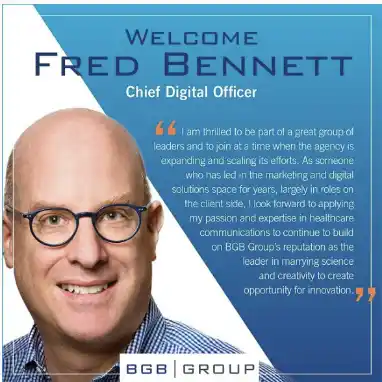 WELCOME
FRED BENNETT
Chief Digital Officer
“ I am thrilled to be part of a great group of
leaders and to join at a time when the agency is
expanding and scaling its efforts. As someone
who has led in the marketing and digital
solutions space for years, largely in roles on
the client side, I look forward to applying
my passion and expertise in healthcare
communications to continue to build
on BGB Group's reputation as the
leader in marrying science
and creativity to create
opportunity for innovation. ”
BGB | GROUP